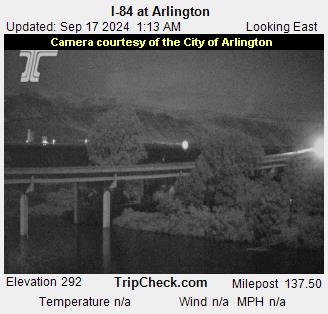 I-84 at Arlington
Updated: Sep 17 2024 1:13 AM Looking East
Camera courtesy of the City of Arlington
Elevation 292 TripCheck.com Milepost 137.50
Temperature n/a Wind n/a MPH n/a